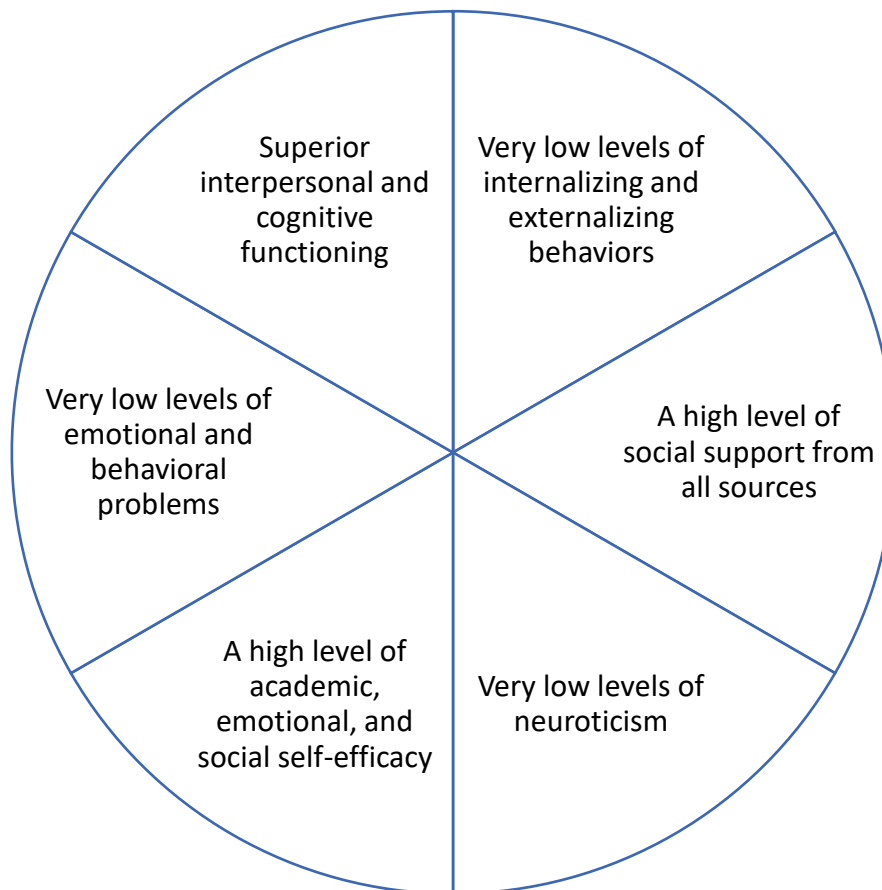 Superior
interpersonal and
cognitive
functioning
Very low levels of
internalizing and
externalizing
behaviors
A high level of
social support from
all sources
Very low levels of
neuroticism
A high level of
academic,
emotional, and
social self-efficacy
Very low levels of
emotional and
behavioral
problems